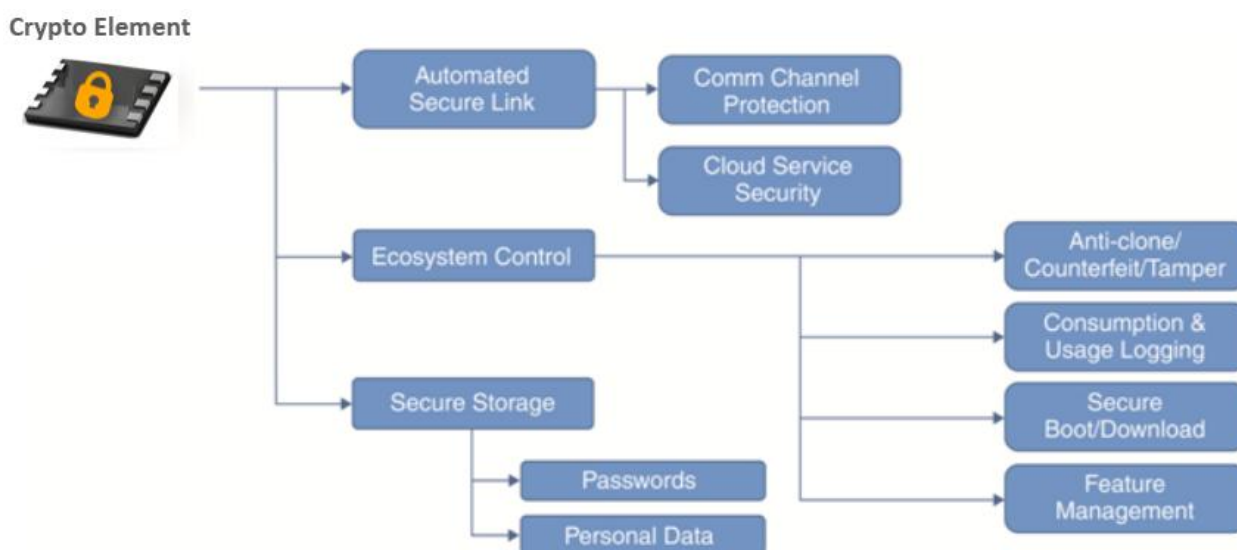 Crypto Element
Automated
Secure Link
Comm Channel
Protection
Cloud Service
Security
Ecosystem Control
Anti-clone/
Counterfeit/Tamper
Consumption &
Usage Logging
Secure
Boot/Download
Feature
Management
Secure Storage
Passwords
Personal Data